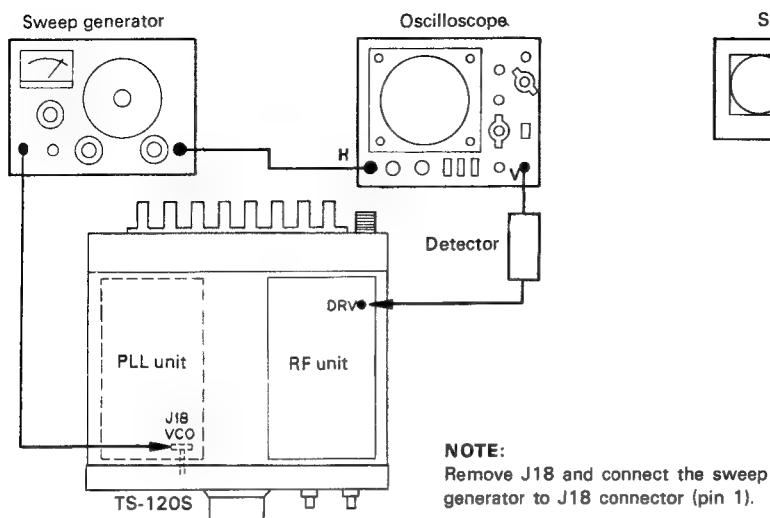 Sweep generator
Oscilloscope
S
H
V
Detector
DRV
PLL unit
RF unit
J18
VCO
TS-120S
NOTE:
Remove J18 and connect the sweep
generator to J18 connector (pin 1).